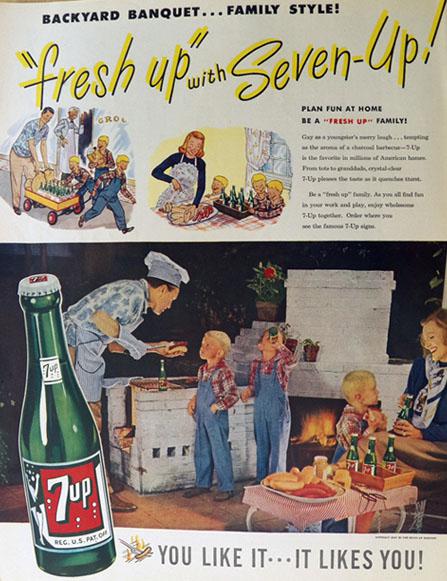 BACKYARD BANQUET...FAMILY STYLE!
"fresh up" with Seven-Up!
GROC
PLAN FUN AT HOME
BE A "FRESH UP" FAMILY!
Gay as a youngster's merry laugh...tempting
as the aroma of a charcoal barbecue—7-Up
is the favorite in millions of American homes.
From tots to granddads, crystal-clear
7-Up pleases the taste as it quenches thirst.
Be a "fresh up" family. As you all find fun
in your work and play, enjoy wholesome
7-Up together. Order where you
see the famous 7-Up signs.
7up
7up
7up
REG. U.S. PAT. OFF.
YOU LIKE IT...IT LIKES YOU!